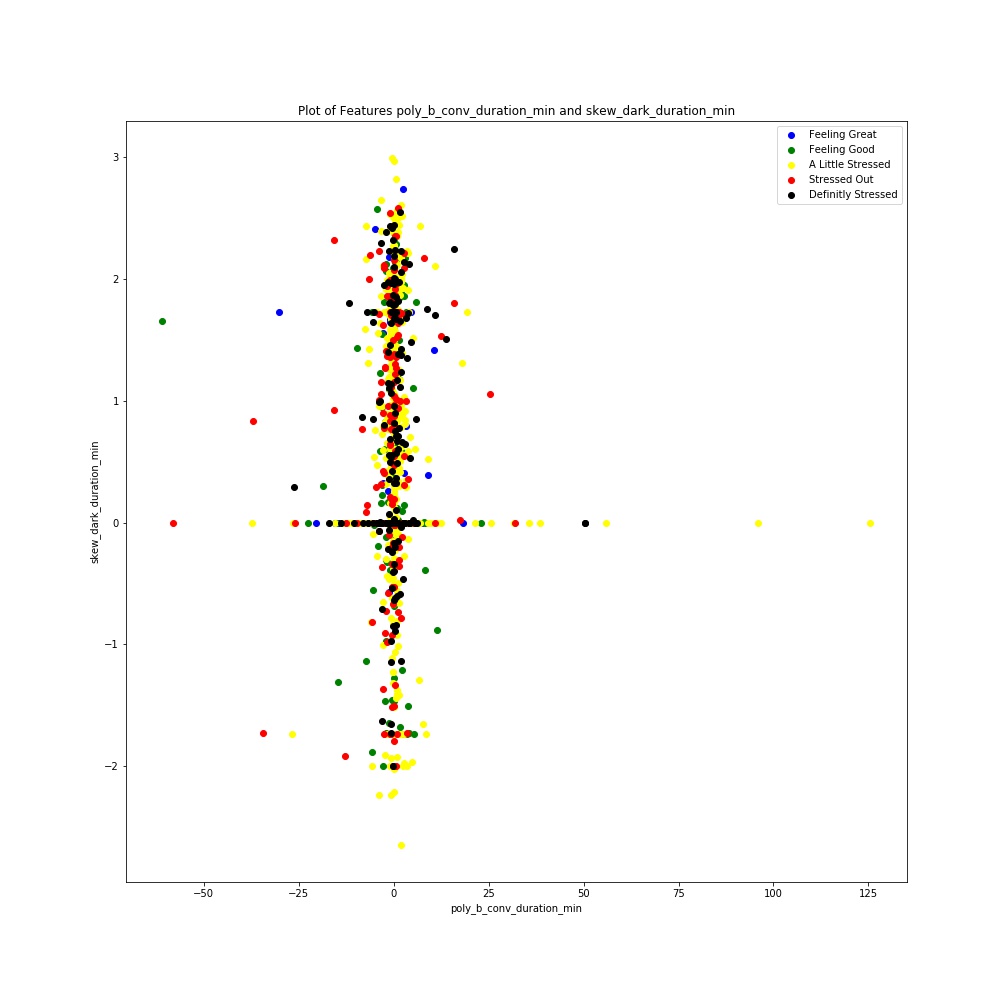 Plot of Features poly_b_conv_duration_min and skew_dark_duration_min
Feeling Great
Feeling Good
A Little Stressed
Stressed Out
Definitly Stressed
3
2
1
0
−1
−2
skew_dark_duration_min
−50
−25
0
25
50
75
100
125
poly_b_conv_duration_min